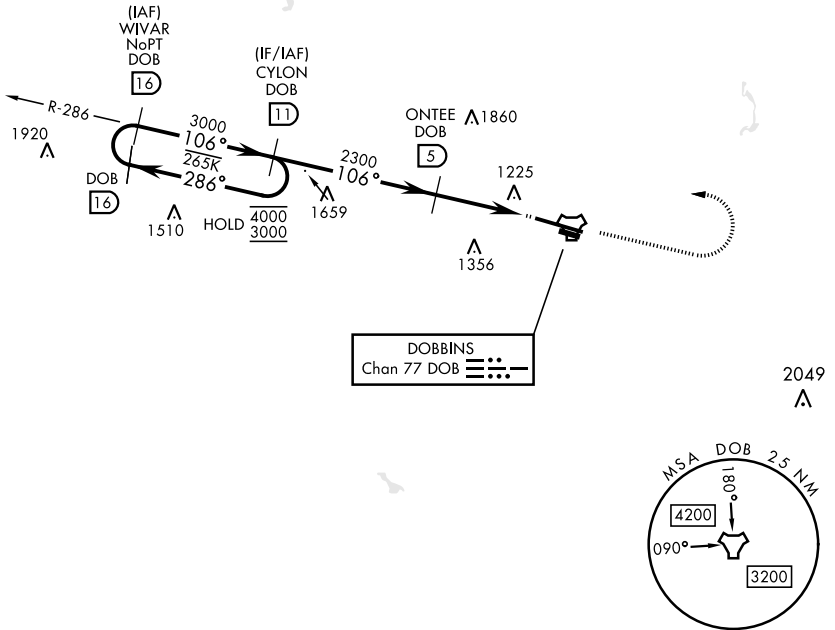 (IAF)
WIVAR
NoPT
DOB
16
(IF/IAF)
CYLON
DOB
11
R-286
1920
3000
106°
265K
286°
DOB
16
1510
HOLD 4000
3000
1659
2300
106°
ONTEE
DOB
5
1860
1225
1356
DOBBINS
Chan 77 DOB
2049
MSA DOB 25 NM
180°
4200
090°
3200